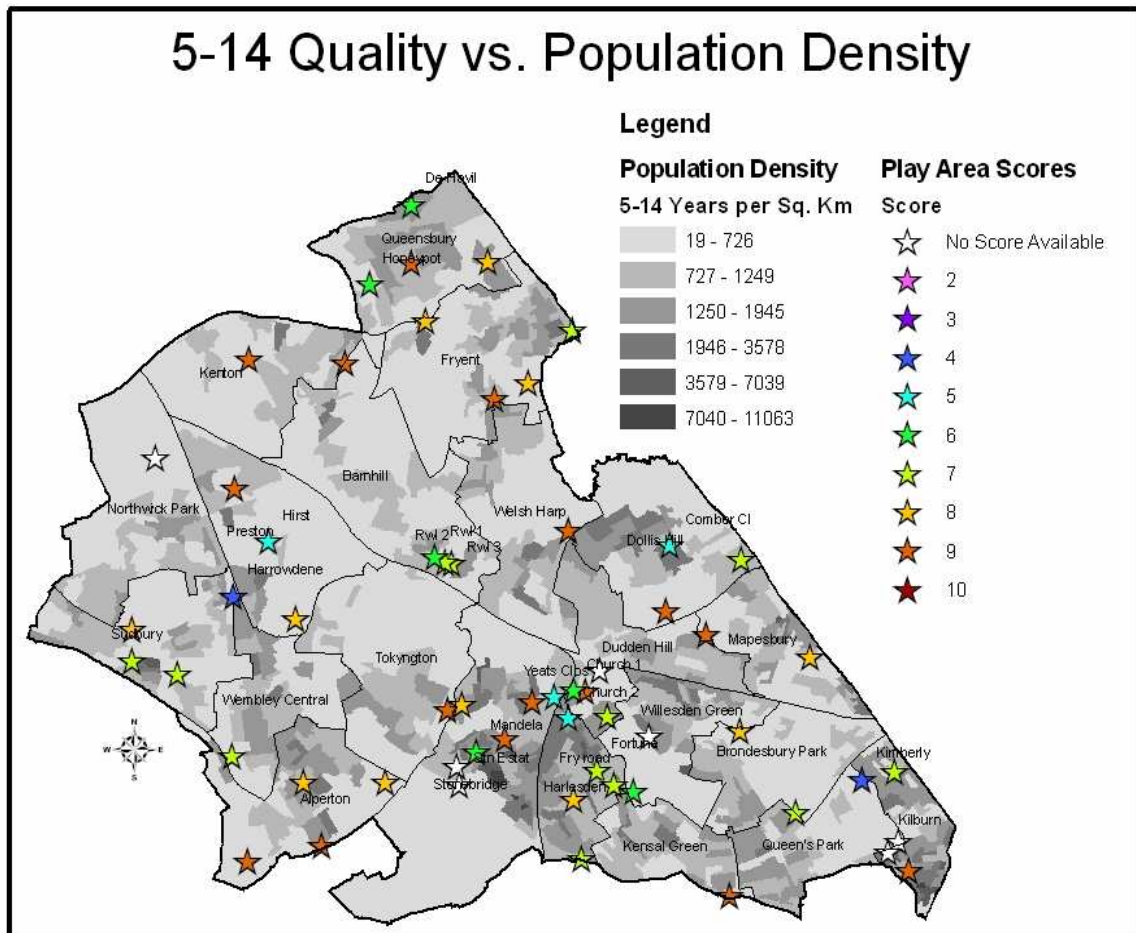 5-14 Quality vs. Population Density
Legend
Population Density
5-14 Years per Sq. Km
19 - 726
727 - 1249
1250 - 1945
1946 - 3578
3579 - 7039
7040 - 11063
Play Area Scores
Score
No Score Available
2
3
4
5
6
7
8
9
10
Queensbury
Honeypot
Kenton
Fryent
Barnhill
Northwick Park
Preston
Hirst
Harrowdene
Welsh Harp
Comber Cl
Dollis Hill
Rwl 2
Rwl 3
Sudbury
Tokyngton
Wembley Central
Dudden Hill
Mapesbury
Yeats Clos
Church 1
Church 2
Willesden Green
Mandela
Fortune
Brondesbury Park
Kimberly
Fry road
Stonebridge
Harlesden
Alperton
Kilburn
Kensal Green
Queen's Park
N
W
E
S